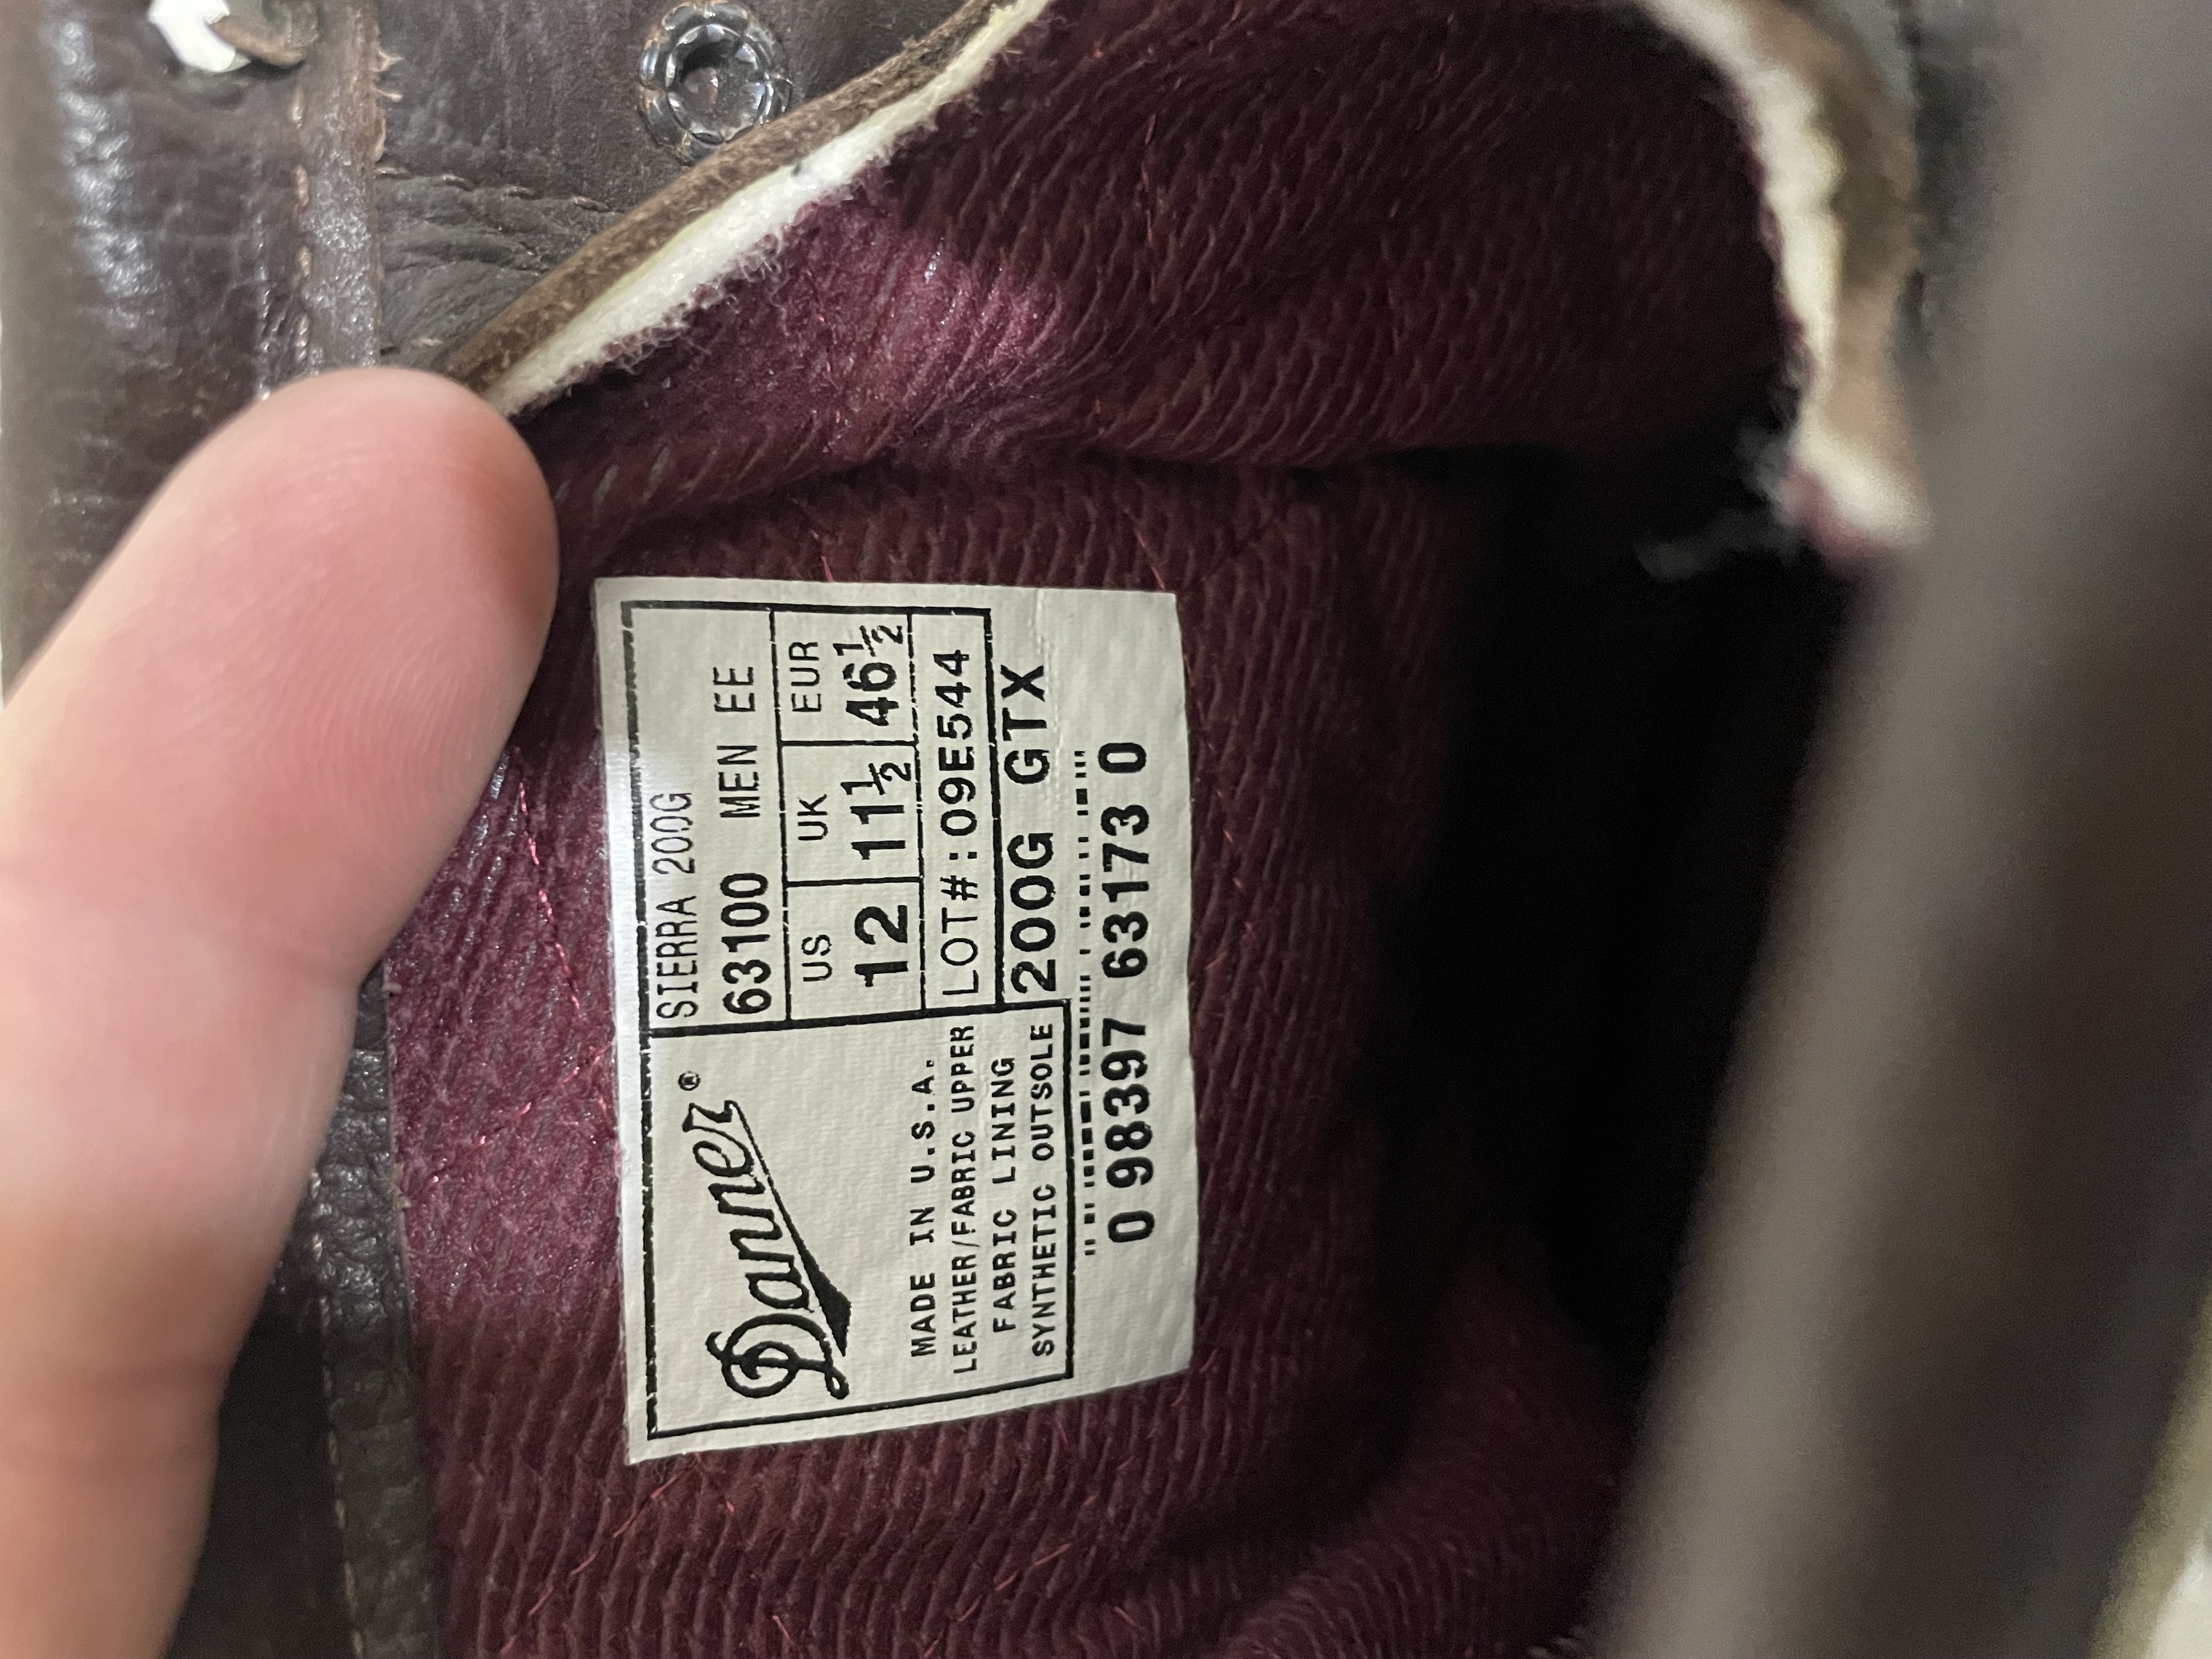 Danner®
MADE IN U.S.A.
LEATHER/FABRIC UPPER
FABRIC LINING
SYNTHETIC OUTSOLE
SIERRA 200G
63100 MEN EE
US UK EUR
12 11½ 46½
LOT#:09E544
200G GTX
0 98397 63173 0